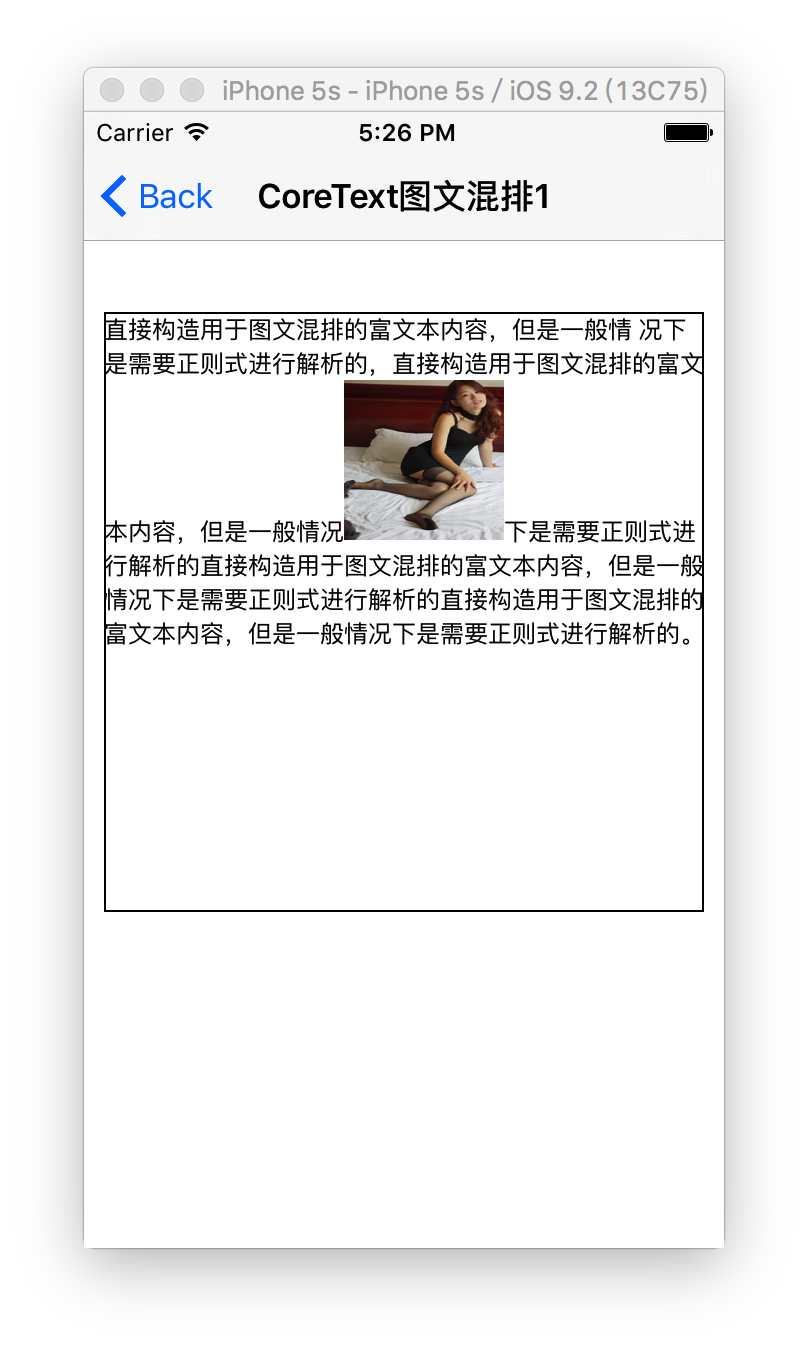 iPhone 5s - iPhone 5s / iOS 9.2 (13C75)
Carrier 5:26 PM
Back CoreText图文混排1
直接构造用于图文混排的富文本内容，但是一般情 况下
是需要正则式进行解析的，直接构造用于图文混排的富文
本内容，但是一般情况下是需要正则式进
行解析的直接构造用于图文混排的富文本内容，但是一般
情况下是需要正则式进行解析的直接构造用于图文混排的
富文本内容，但是一般情况下是需要正则式进行解析的。